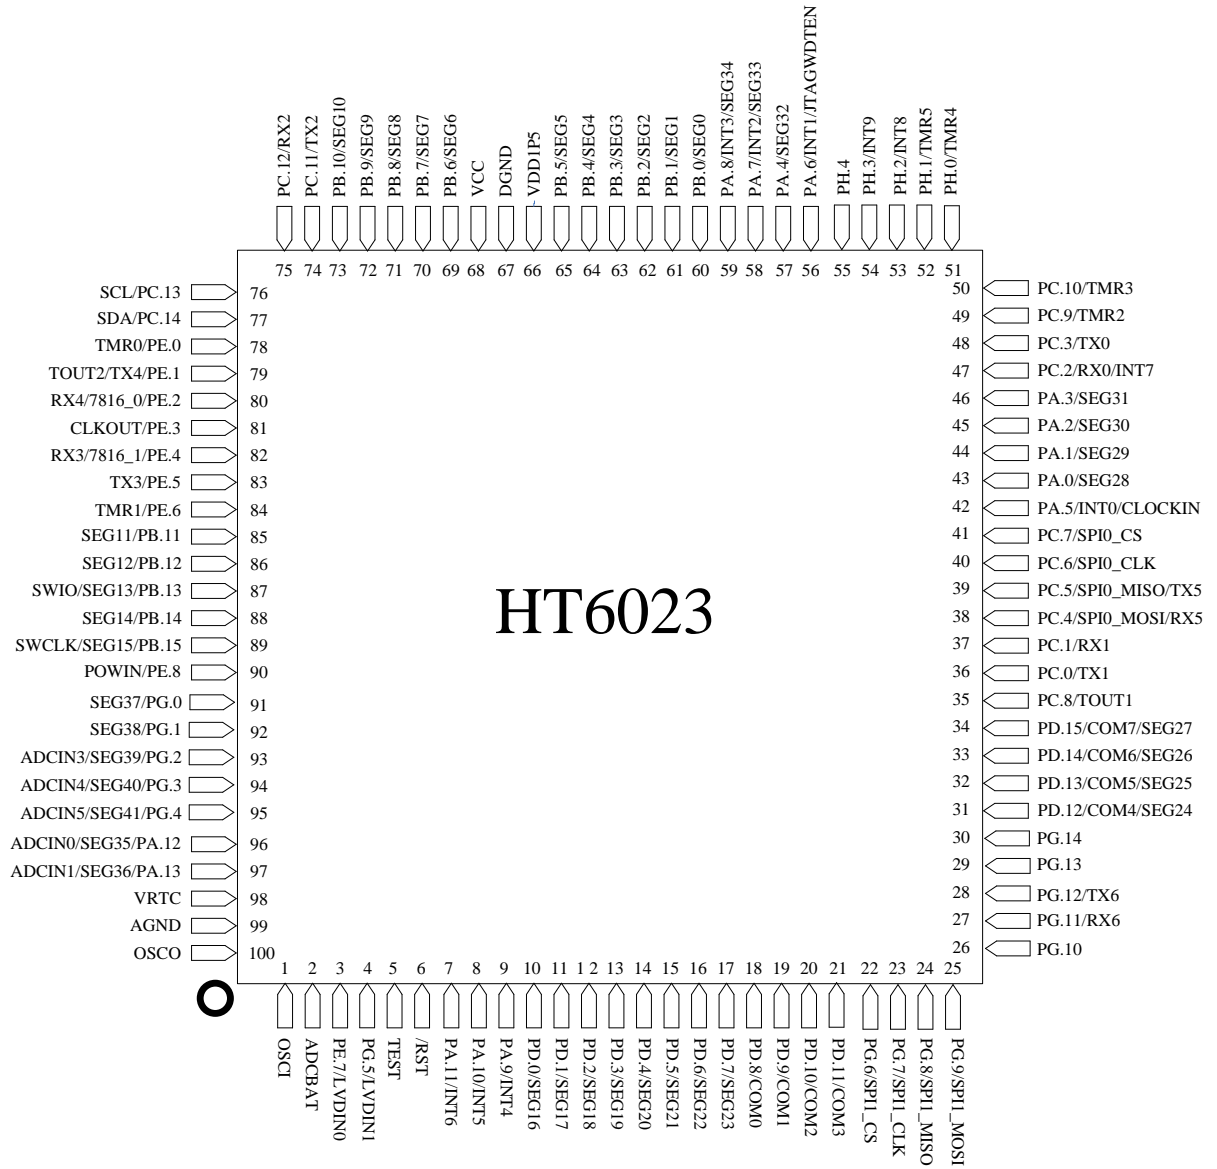 PC.12/RX2
PC.11/TX2
PB.10/SEG10
PB.9/SEG9
PB.8/SEG8
PB.7/SEG7
PB.6/SEG6
VCC
DGND
VDD1P5
PB.5/SEG5
PB.4/SEG4
PB.3/SEG3
PB.2/SEG2
PB.1/SEG1
PB.0/SEG0
PA.8/INT3/SEG34
PA.7/INT2/SEG33
PA.4/SEG32
PA.6/INT1/JTAGWDTEN
PH.4
PH.3/INT9
PH.2/INT8
PH.1/TMR5
PH.0/TMR4
75 74 73 72 71 70 69 68 67 66 65 64 63 62 61 60 59 58 57 56 55 54 53 52 51
SCL/PC.13 76
SDA/PC.14 77
TMR0/PE.0 78
TOUT2/TX4/PE.1 79
RX4/7816_0/PE.2 80
CLKOUT/PE.3 81
RX3/7816_1/PE.4 82
TX3/PE.5 83
TMR1/PE.6 84
SEG11/PB.11 85
SEG12/PB.12 86
SWIO/SEG13/PB.13 87
SEG14/PB.14 88
SWCLK/SEG15/PB.15 89
POWIN/PE.8 90
SEG37/PG.0 91
SEG38/PG.1 92
ADCIN3/SEG39/PG.2 93
ADCIN4/SEG40/PG.3 94
ADCIN5/SEG41/PG.4 95
ADCIN0/SEG35/PA.12 96
ADCIN1/SEG36/PA.13 97
VRTC 98
AGND 99
OSCO 100
HT6023
50 PC.10/TMR3
49 PC.9/TMR2
48 PC.3/TX0
47 PC.2/RX0/INT7
46 PA.3/SEG31
45 PA.2/SEG30
44 PA.1/SEG29
43 PA.0/SEG28
42 PA.5/INT0/CLOCKIN
41 PC.7/SPI0_CS
40 PC.6/SPI0_CLK
39 PC.5/SPI0_MISO/TX5
38 PC.4/SPI0_MOSI/RX5
37 PC.1/RX1
36 PC.0/TX1
35 PC.8/TOUT1
34 PD.15/COM7/SEG27
33 PD.14/COM6/SEG26
32 PD.13/COM5/SEG25
31 PD.12/COM4/SEG24
30 PG.14
29 PG.13
28 PG.12/TX6
27 PG.11/RX6
26 PG.10
1 2 3 4 5 6 7 8 9 10 11 12 13 14 15 16 17 18 19 20 21 22 23 24 25
OSCI
ADCBAT
PE.7/LVDIN0
PG.5/LVDIN1
TEST
/RST
PA.11/INT6
PA.10/INT5
PA.9/INT4
PD.0/SEG16
PD.1/SEG17
PD.2/SEG18
PD.3/SEG19
PD.4/SEG20
PD.5/SEG21
PD.6/SEG22
PD.7/SEG23
PD.8/COM0
PD.9/COM1
PD.10/COM2
PD.11/COM3
PG.6/SPI1_CS
PG.7/SPI1_CLK
PG.8/SPI1_MISO
PG.9/SPI1_MOSI